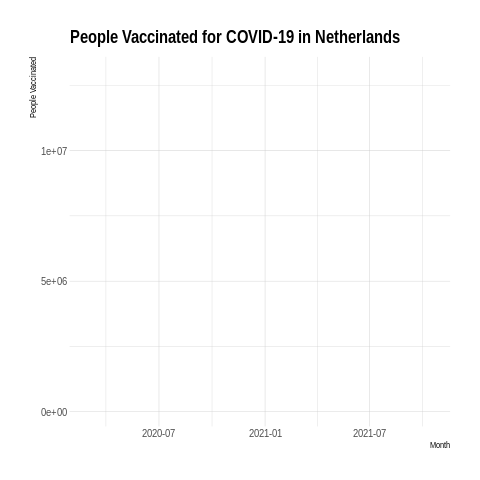 People Vaccinated for COVID-19 in Netherlands
People Vaccinated
1e+07
5e+06
0e+00
2020-07 2021-01 2021-07
Month